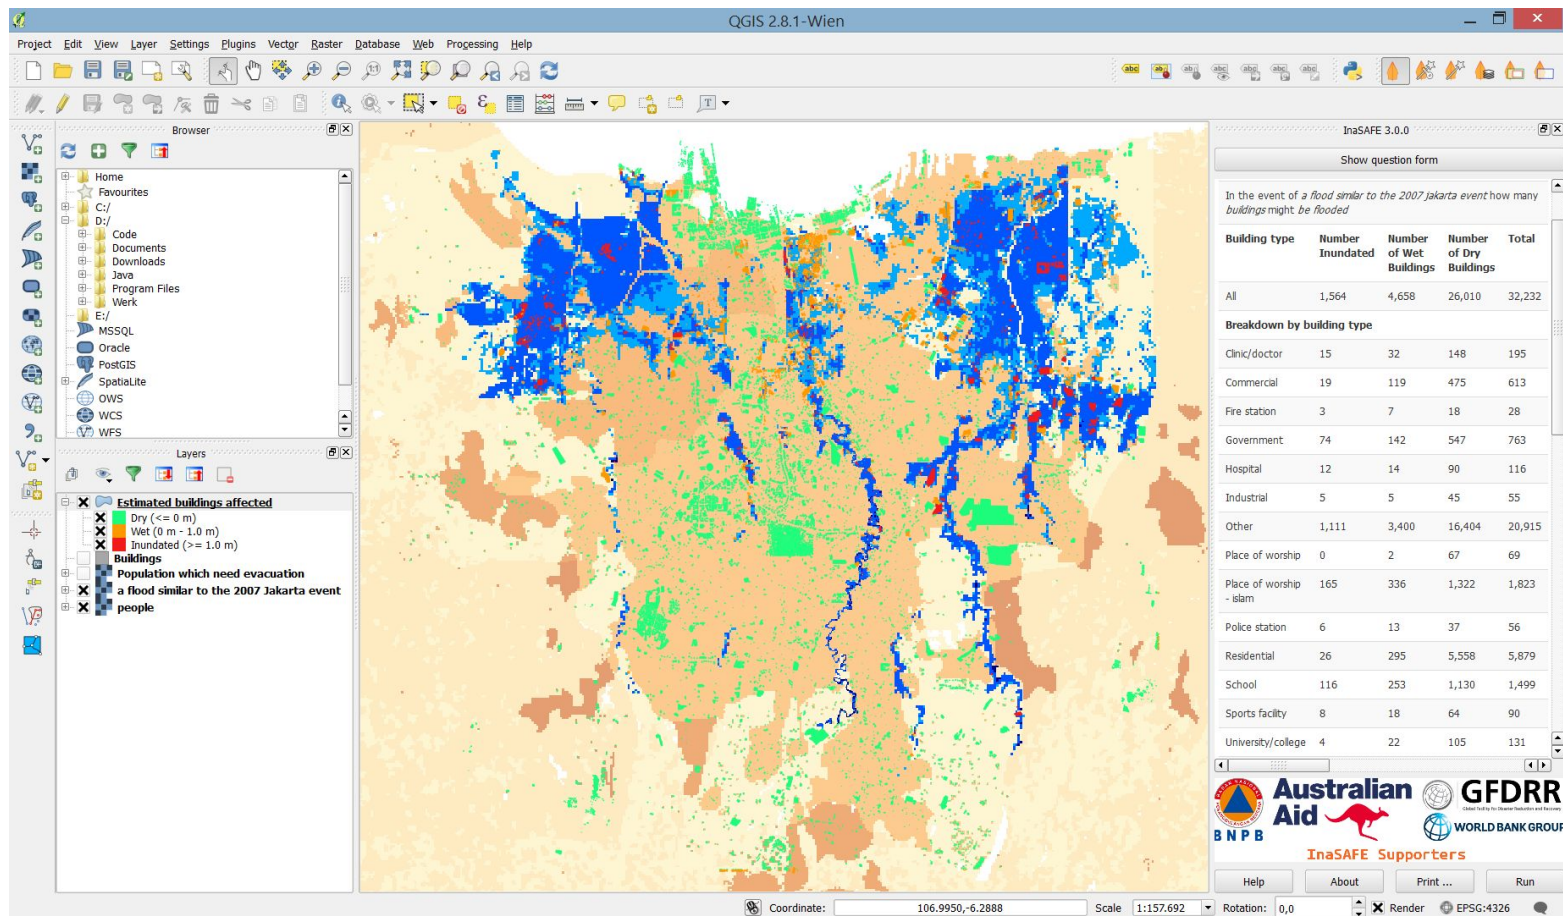 QGIS 2.8.1-Wien
Project Edit View Layer Settings Plugins Vector Raster Database Web Processing Help
Browser
Home
Favourites
C:/
D:/
Code
Documents
Downloads
Java
Program Files
Werk
E:/
MSSQL
Oracle
PostGIS
SpatiaLite
OWS
WCS
WFS
Layers
Estimated buildings affected
Dry (<= 0 m)
Wet (0 m - 1.0 m)
Inundated (>= 1.0 m)
Buildings
Population which need evacuation
a flood similar to the 2007 Jakarta event
people
InaSAFE 3.0.0
Show question form
In the event of a flood similar to the 2007 Jakarta event how many
buildings might be flooded
Building type Number Inundated Number of Wet Buildings Number of Dry Buildings Total
All 1,564 4,658 26,010 32,232
Breakdown by building type
Clinic/doctor 15 32 148 195
Commercial 19 119 475 613
Fire station 3 7 18 28
Government 74 142 547 763
Hospital 12 14 90 116
Industrial 5 5 45 55
Other 1,111 3,400 16,404 20,915
Place of worship 0 2 67 69
Place of worship - islam 165 336 1,322 1,823
Police station 6 13 37 56
Residential 26 295 5,558 5,879
School 116 253 1,130 1,499
Sports facility 8 18 64 90
University/college 4 22 105 131
BNPB
Australian
Aid
GFDRR
Global Facility for Disaster Reduction and Recovery
WORLD BANK GROUP
InaSAFE Supporters
Help About Print ... Run
Coordinate: 106.9950,-6.2888 Scale 1:157.692 Rotation: 0,0 Render EPSG:4326